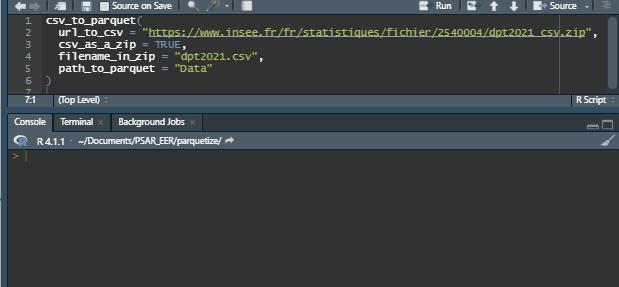 Source on Save
Run
Source
1 csv_to_parquet(
2 url_to_csv = "https://www.insee.fr/fr/statistiques/fichier/2540004/dpt2021_csv.zip",
3 csv_as_a_zip = TRUE,
4 filename_in_zip = "dpt2021.csv",
5 path_to_parquet = "Data"
6 )
7
7:1 (Top Level) R Script
Console Terminal Background Jobs
R 4.1.1 · ~/Documents/PSAR_EER/parquetize/
>